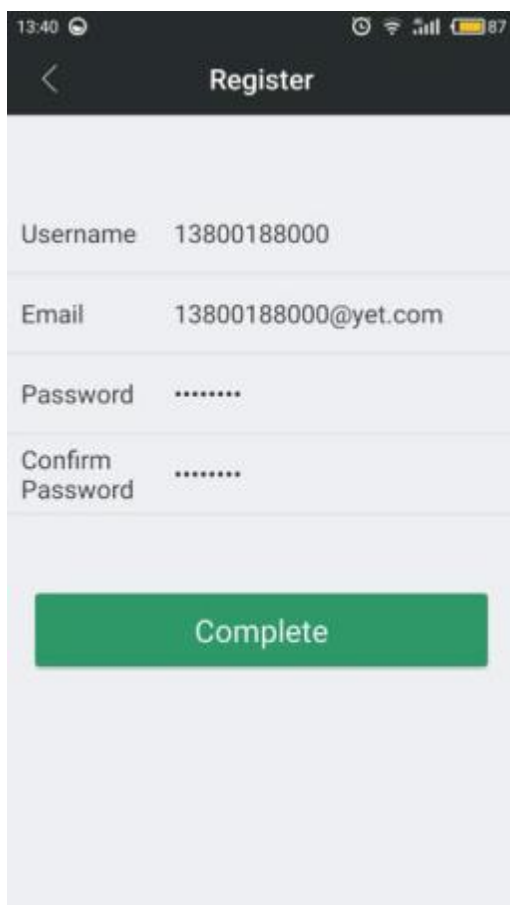 13:40 87
Register
Username 13800188000
Email 13800188000@yet.com
Password ••••••••
Confirm
Password ••••••••
Complete